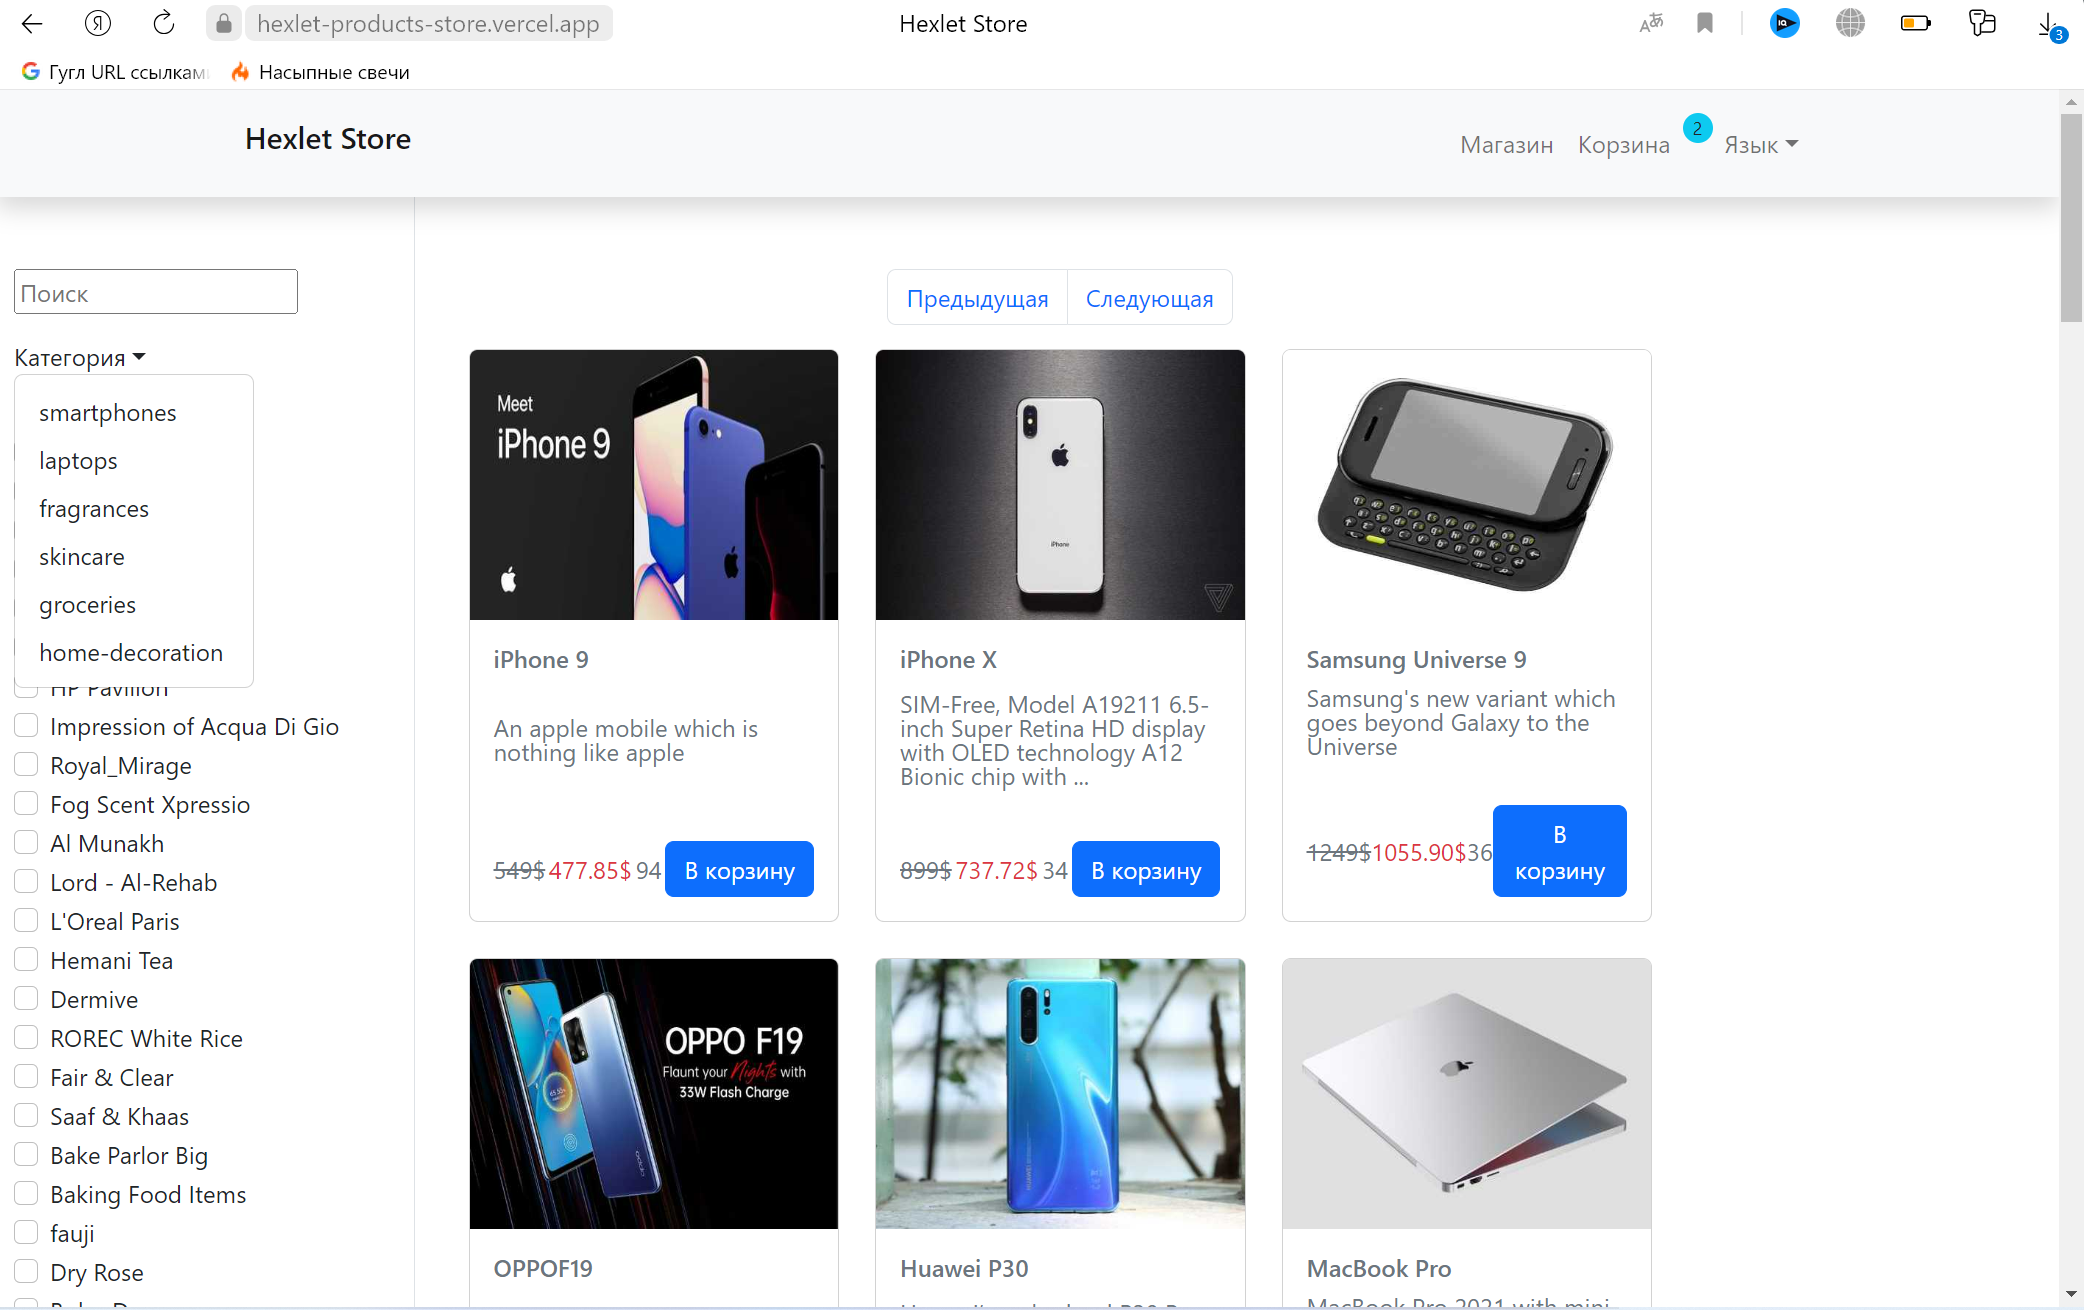 hexlet-products-store.vercel.app
Hexlet Store
3
Гугл URL ссылками
Насыпные свечи
Hexlet Store
Магазин
Корзина
2
Язык
Поиск
Категория
smartphones
laptops
fragrances
skincare
groceries
home-decoration
HP Pavilion
Impression of Acqua Di Gio
Royal_Mirage
Fog Scent Xpressio
Al Munakh
Lord - Al-Rehab
L'Oreal Paris
Hemani Tea
Dermive
ROREC White Rice
Fair & Clear
Saaf & Khaas
Bake Parlor Big
Baking Food Items
fauji
Dry Rose
Предыдущая
Следующая
Meet
iPhone 9
iPhone 9
An apple mobile which is
nothing like apple
549$ 477.85$ 94
В корзину
iPhone
iPhone X
SIM-Free, Model A19211 6.5-
inch Super Retina HD display
with OLED technology A12
Bionic chip with ...
899$ 737.72$ 34
В корзину
Samsung Universe 9
Samsung's new variant which
goes beyond Galaxy to the
Universe
1249$ 1055.90$ 36
В
корзину
OPPO F19
Flaunt your Nights with
33W Flash Charge
OPPOF19
Huawei P30
MacBook Pro
MacBook Pro 2021 with mini